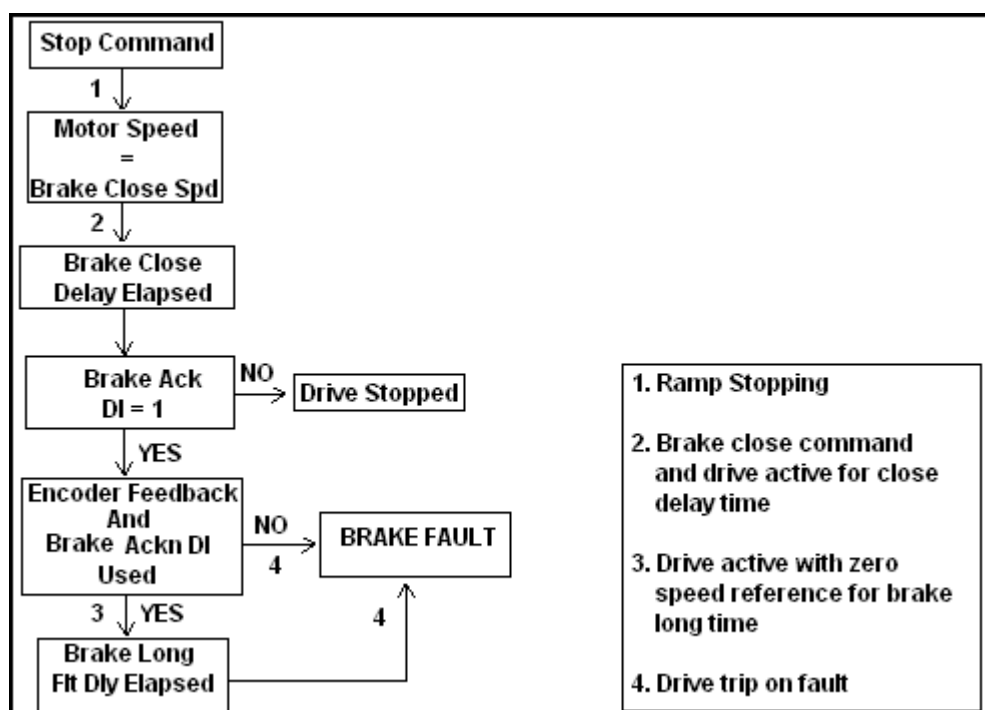 Stop Command
1
Motor Speed
=
Brake Close Spd
2
Brake Close
Delay Elapsed
Brake Ack
DI = 1
NO
Drive Stopped
YES
Encoder Feedback
And
Brake Ackn DI
Used
NO
4
BRAKE FAULT
3 YES
4
Brake Long
Flt Dly Elapsed
1. Ramp Stopping
2. Brake close command
and drive active for close
delay time
3. Drive active with zero
speed reference for brake
long time
4. Drive trip on fault